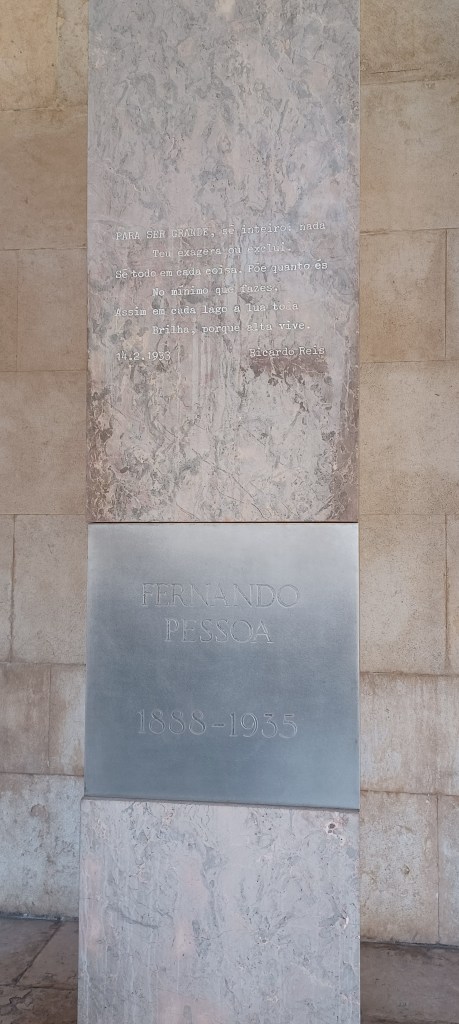 PARA SER GRANDE, sê inteiro: nada
Teu exagera ou exclui.
Sê todo em cada coisa. Põe quanto és
No mínimo que fazes.
Assim em cada lago a lua toda
Brilha, porque alta vive.
14.2.1933 Ricardo Reis
FERNANDO
PESSOA
1888-1935